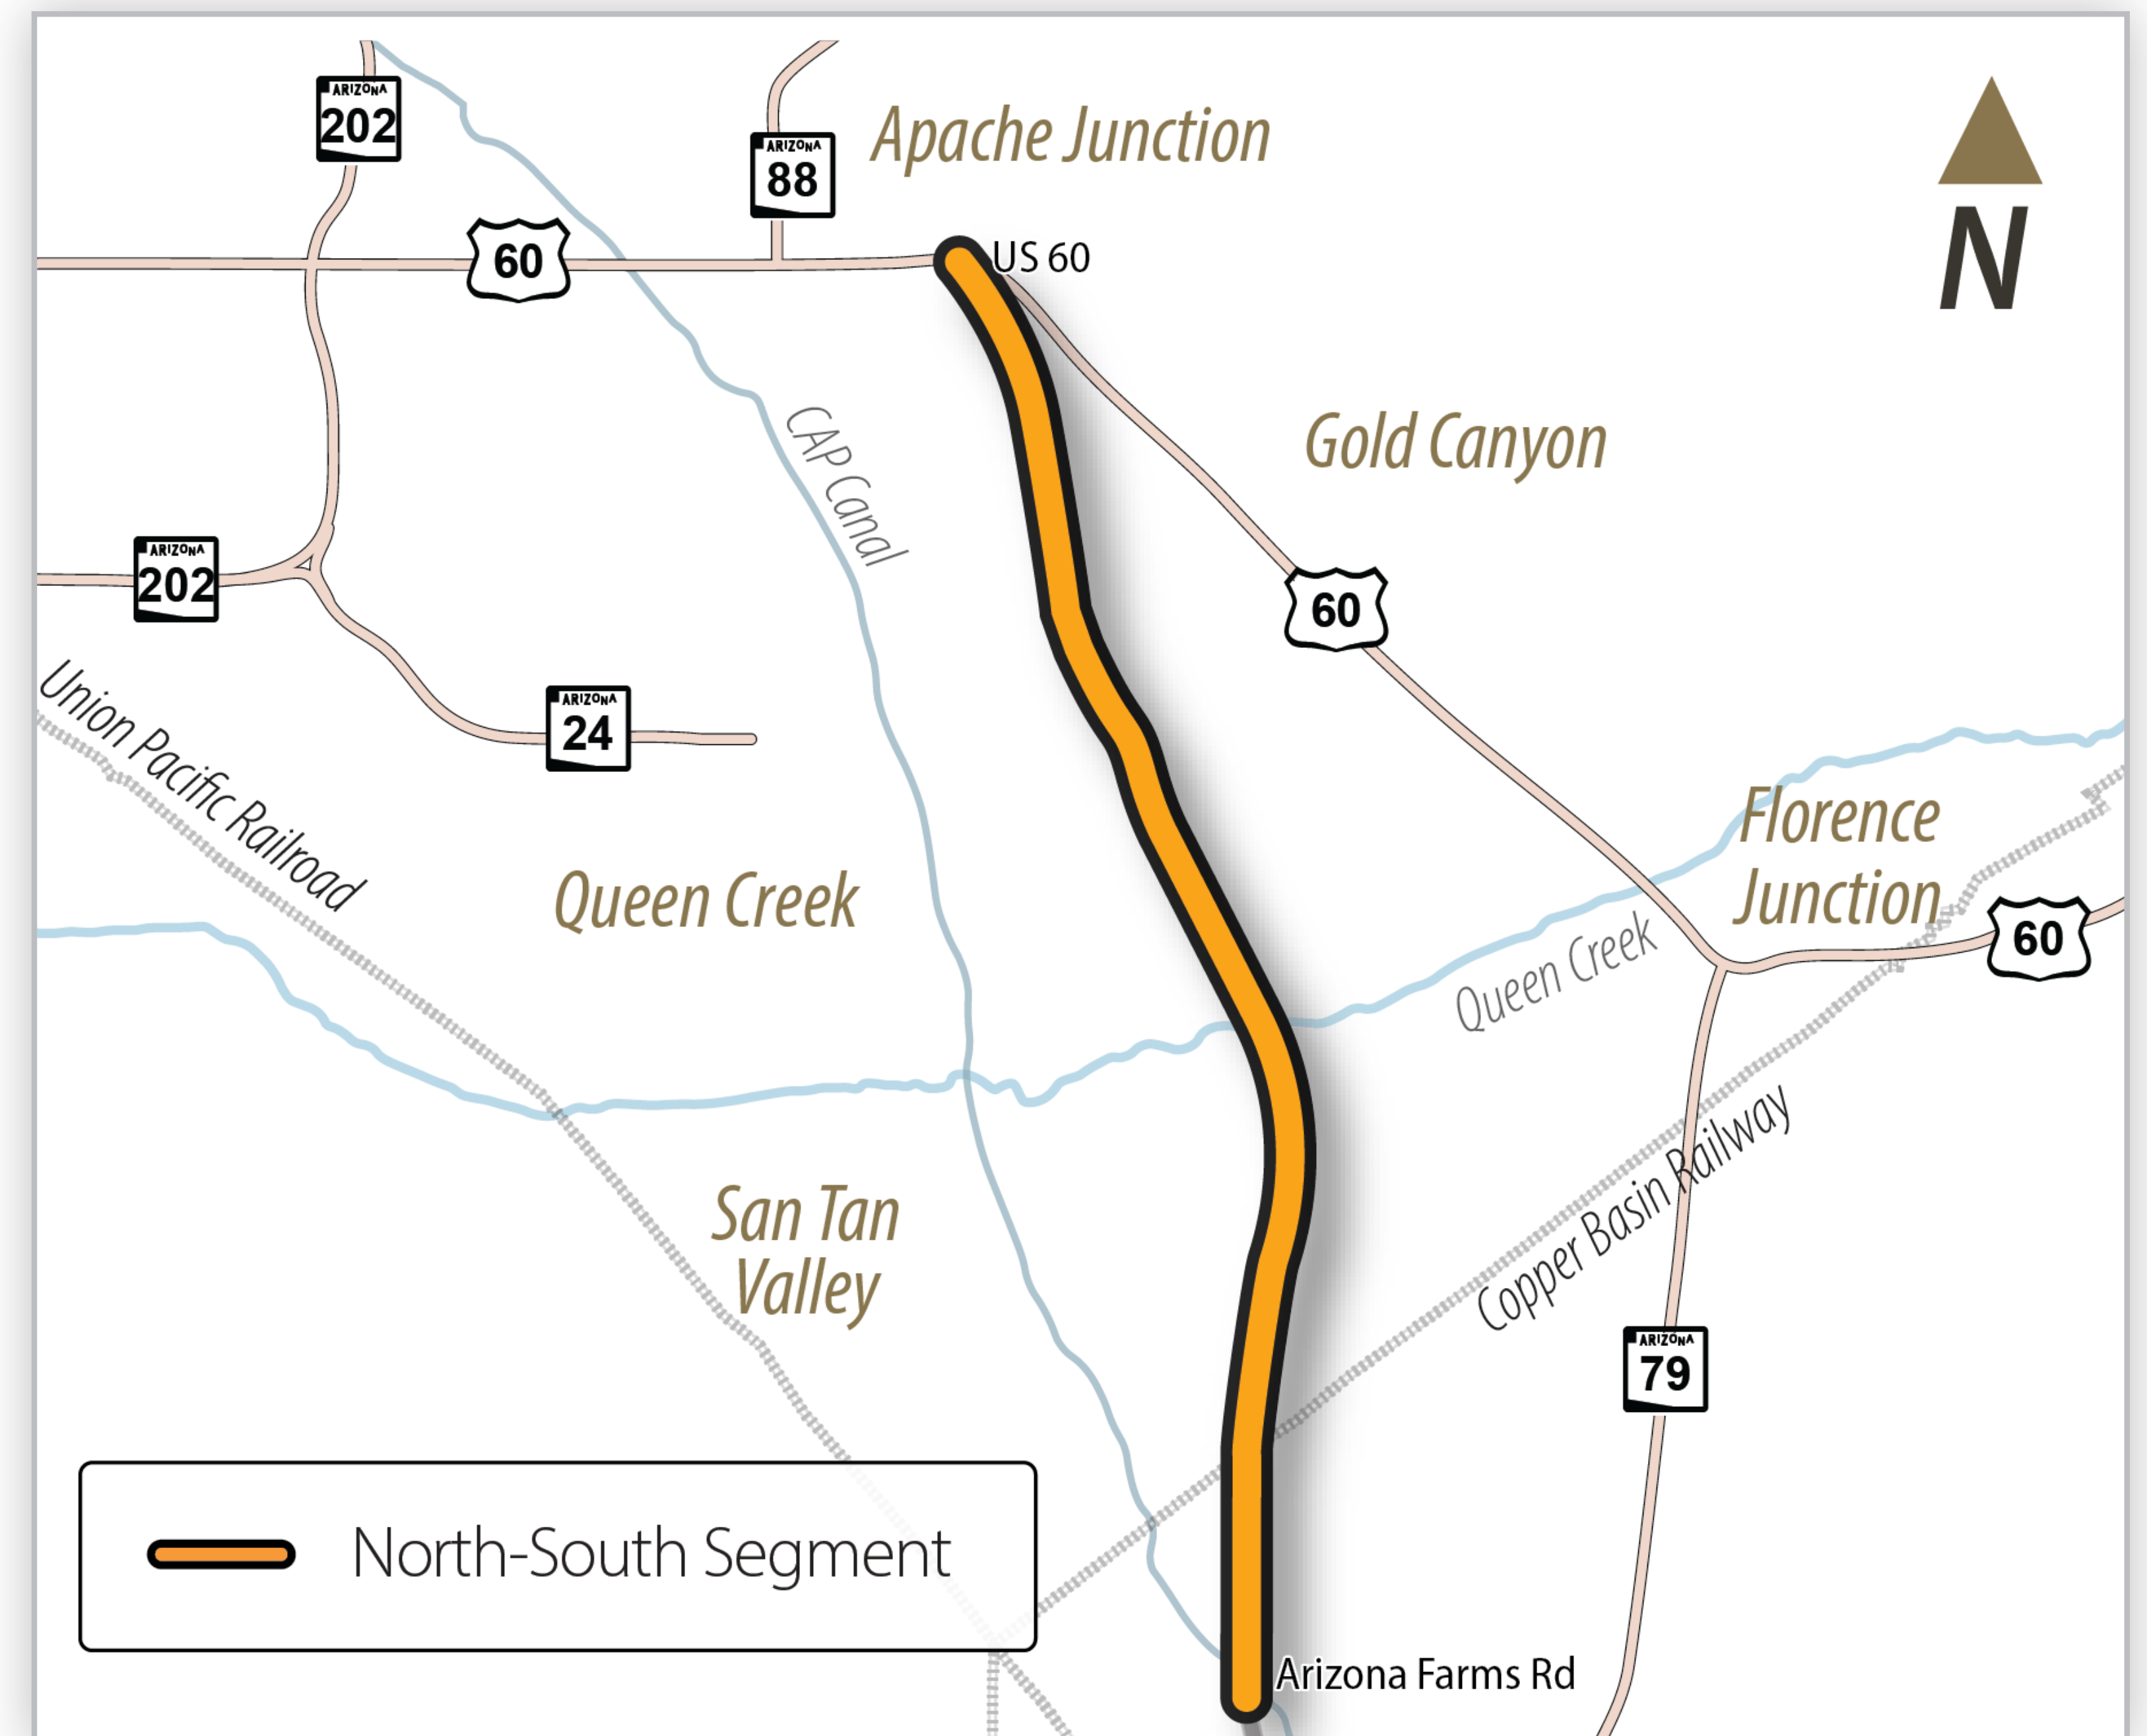 ARIZONA
202
ARIZONA
88
Apache Junction
N
60
US 60
CAP Canal
Gold Canyon
ARIZONA
202
60
Union Pacific Railroad
ARIZONA
24
Florence
Junction
Queen Creek
60
Queen Creek
San Tan
Valley
Copper Basin Railway
ARIZONA
79
North-South Segment
Arizona Farms Rd